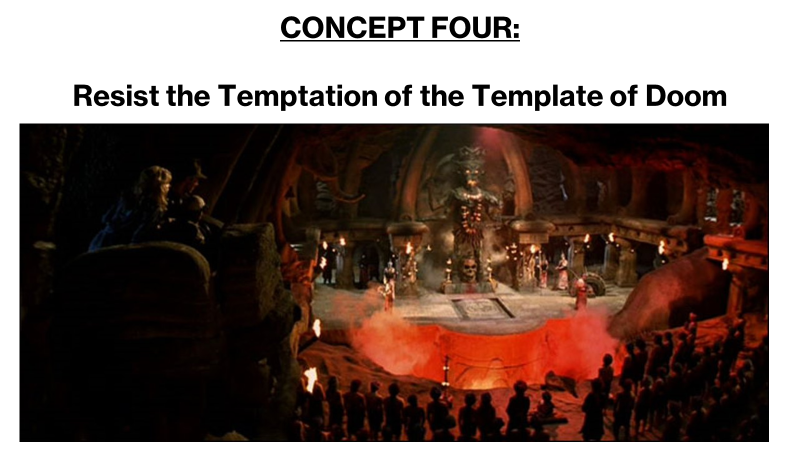 CONCEPT FOUR:
Resist the Temptation of the Template of Doom